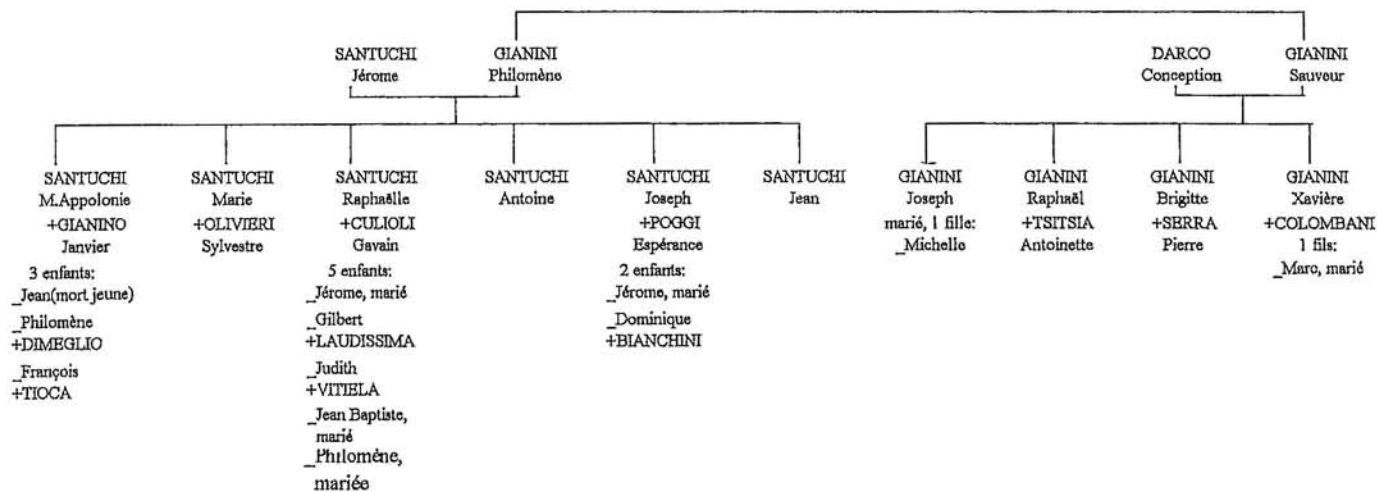 SANTUCHI
Jérome
GIANINI
Philomène
DARCO
Conception
GIANINI
Sauveur
SANTUCHI
M.Appolonie
+GIANINO
Janvier
3 enfants:
_Jean(mort jeune)
_Philomène
+DIMEGLIO
_François
+TIOCA
SANTUCHI
Marie
+OLIVIERI
Sylvestre
SANTUCHI
Raphaëlle
+CULIOLI
Gavain
5 enfants:
_Jérome, marié
_Gilbert
+LAUDISSIMA
_Judith
+VITIELA
_Jean Baptiste,
marié
_Philomène,
mariée
SANTUCHI
Antoine
SANTUCHI
Joseph
+POGGI
Espérance
2 enfants:
_Jérome, marié
_Dominique
+BIANCHINI
SANTUCHI
Jean
GIANINI
Joseph
marié, 1 fille:
_Michelle
GIANINI
Raphaël
+TSITSIA
Antoinette
GIANINI
Brigitte
+SERRA
Pierre
GIANINI
Xavière
+COLOMBANI
1 fils:
_Marc, marié